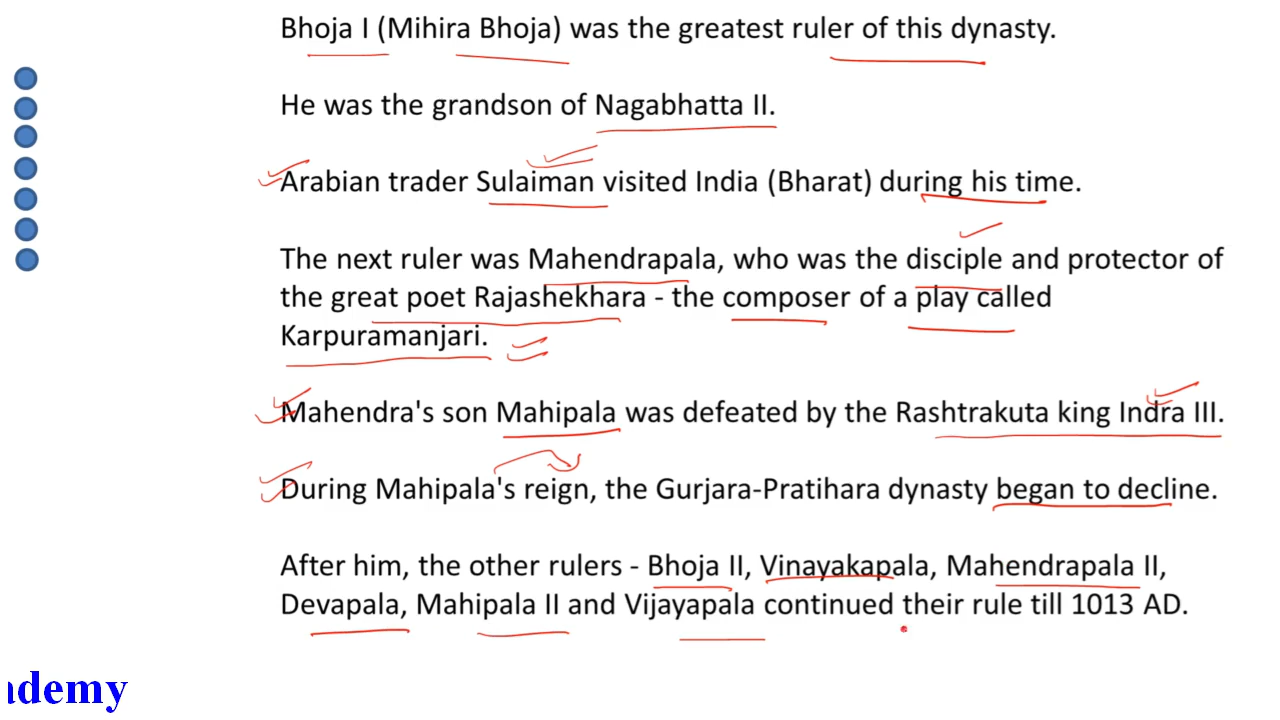 Bhoja I (Mihira Bhoja) was the greatest ruler of this dynasty.
He was the grandson of Nagabhatta II.
Arabian trader Sulaiman visited India (Bharat) during his time.
The next ruler was Mahendrapala, who was the disciple and protector of
the great poet Rajashekhara - the composer of a play called
Karpuramanjari.
Mahendra's son Mahipala was defeated by the Rashtrakuta king Indra III.
During Mahipala's reign, the Gurjara-Pratihara dynasty began to decline.
After him, the other rulers - Bhoja II, Vinayakapala, Mahendrapala II,
Devapala, Mahipala II and Vijayapala continued their rule till 1013 AD.
ademy